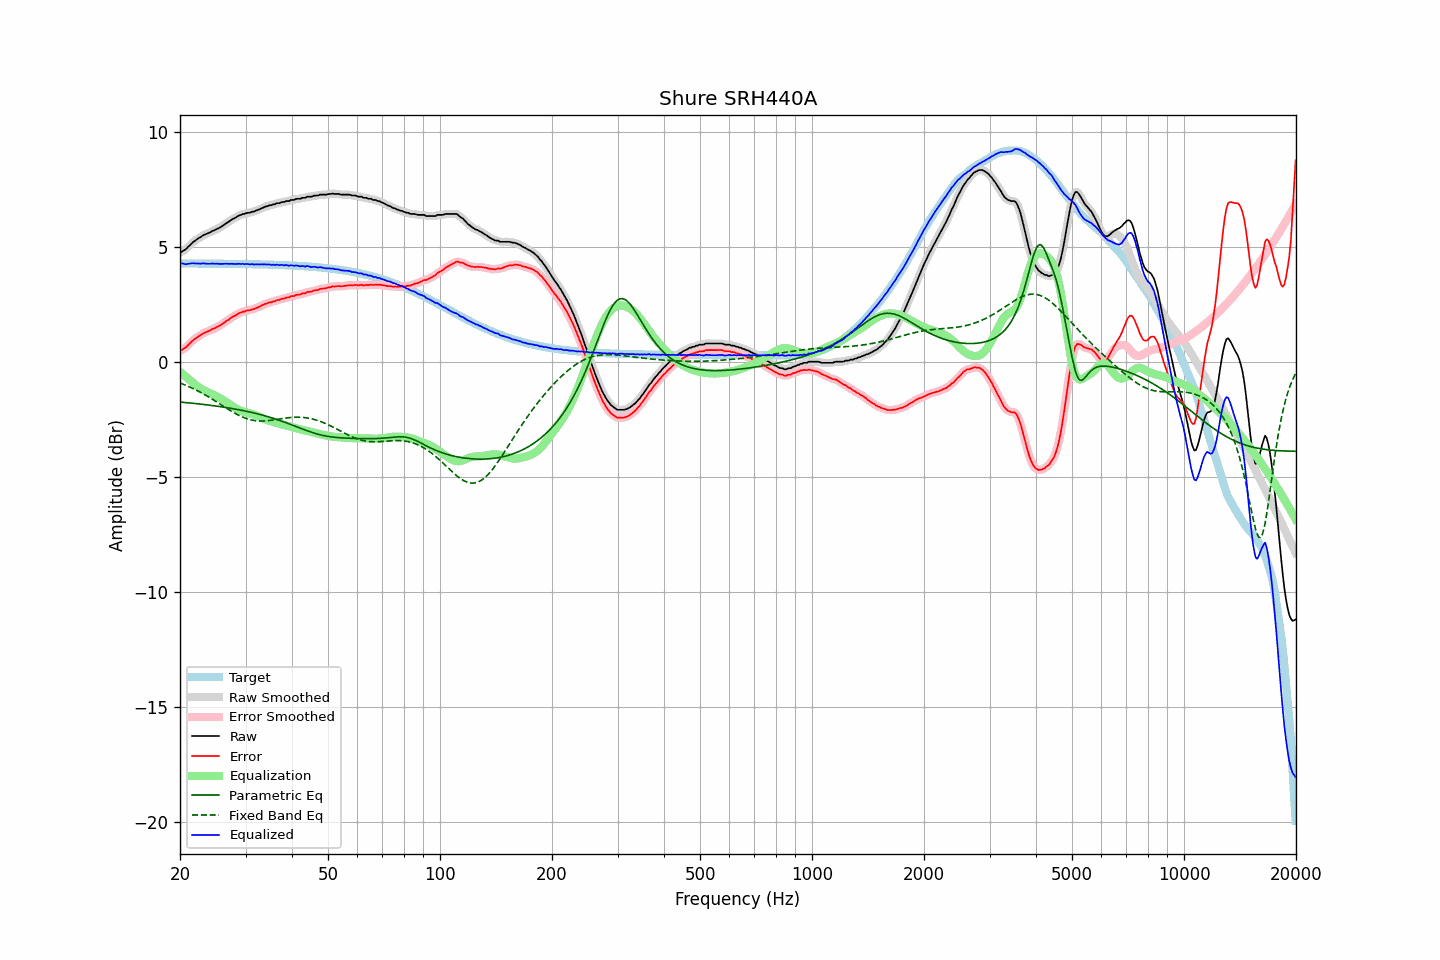 Shure SRH440A
Amplitude (dBr)
10
5
0
−5
−10
−15
−20
Target
Raw Smoothed
Error Smoothed
Raw
Error
Equalization
Parametric Eq
Fixed Band Eq
Equalized
20 50 100 200 500 1000 2000 5000 10000 20000
Frequency (Hz)